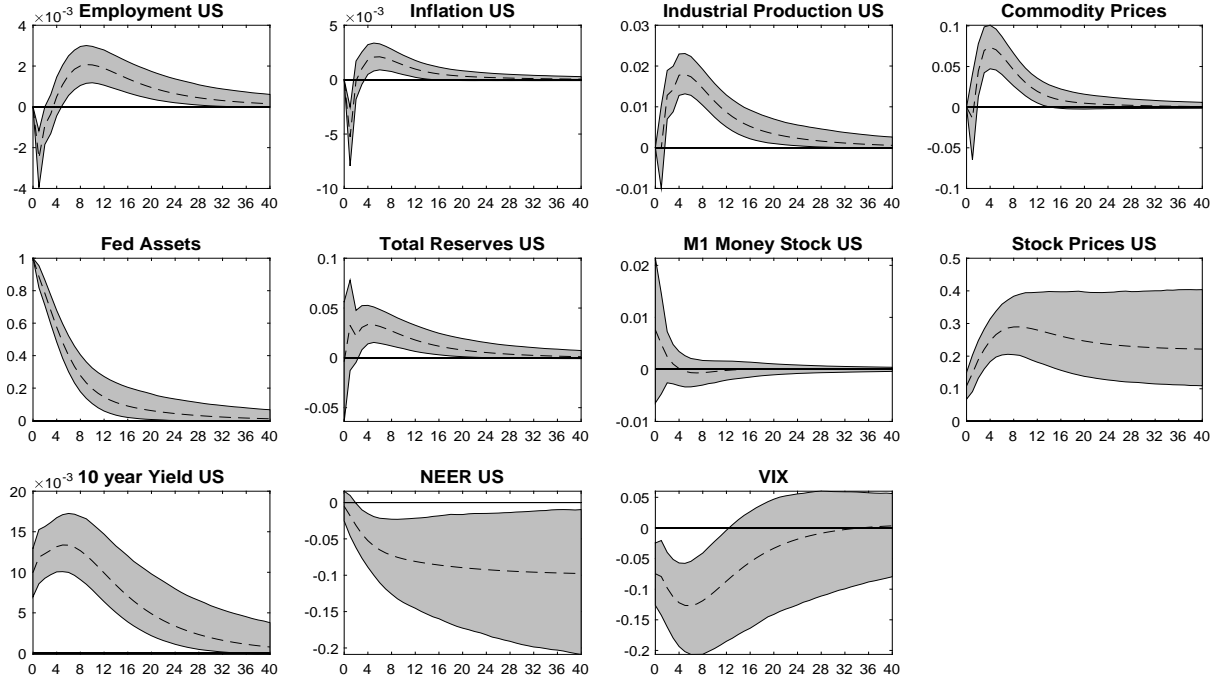 Employment US
×10-3
4
2
0
-2
-4
0 4 8 12 16 20 24 28 32 36 40
Inflation US
×10-3
5
0
-5
-10
0 4 8 12 16 20 24 28 32 36 40
Industrial Production US
0.03
0.02
0.01
0
-0.01
0 4 8 12 16 20 24 28 32 36 40
Commodity Prices
0.1
0.05
0
-0.05
-0.1
0 4 8 12 16 20 24 28 32 36 40
Fed Assets
1
0.8
0.6
0.4
0.2
0
0 4 8 12 16 20 24 28 32 36 40
Total Reserves US
0.1
0.05
0
-0.05
0 4 8 12 16 20 24 28 32 36 40
M1 Money Stock US
0.02
0.01
0
-0.01
0 4 8 12 16 20 24 28 32 36 40
Stock Prices US
0.5
0.4
0.3
0.2
0.1
0
0 4 8 12 16 20 24 28 32 36 40
10 year Yield US
×10-3
20
15
10
5
0
0 4 8 12 16 20 24 28 32 36 40
NEER US
0
-0.05
-0.1
-0.15
-0.2
0 4 8 12 16 20 24 28 32 36 40
VIX
0.05
0
-0.05
-0.1
-0.15
-0.2
0 4 8 12 16 20 24 28 32 36 40